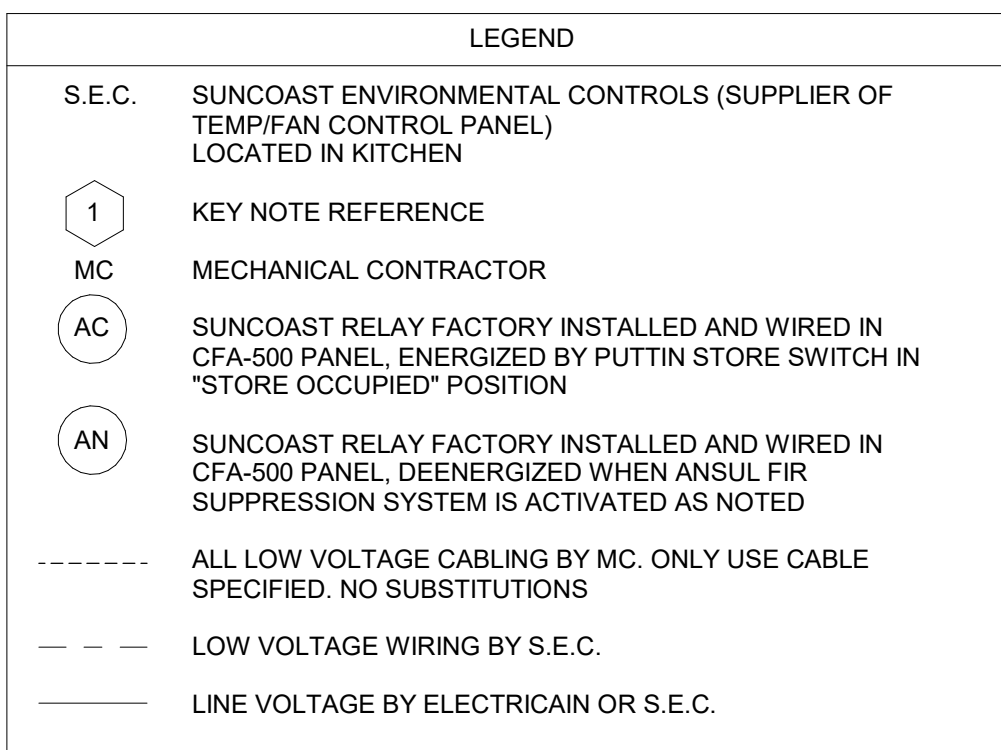 LEGEND
S.E.C. SUNCOAST ENVIRONMENTAL CONTROLS (SUPPLIER OF
TEMP/FAN CONTROL PANEL)
LOCATED IN KITCHEN
1 KEY NOTE REFERENCE
MC MECHANICAL CONTRACTOR
AC SUNCOAST RELAY FACTORY INSTALLED AND WIRED IN
CFA-500 PANEL, ENERGIZED BY PUTTIN STORE SWITCH IN
"STORE OCCUPIED" POSITION
AN SUNCOAST RELAY FACTORY INSTALLED AND WIRED IN
CFA-500 PANEL, DEENERGIZED WHEN ANSUL FIR
SUPPRESSION SYSTEM IS ACTIVATED AS NOTED
ALL LOW VOLTAGE CABLING BY MC. ONLY USE CABLE
SPECIFIED. NO SUBSTITUTIONS
LOW VOLTAGE WIRING BY S.E.C.
LINE VOLTAGE BY ELECTRICAIN OR S.E.C.